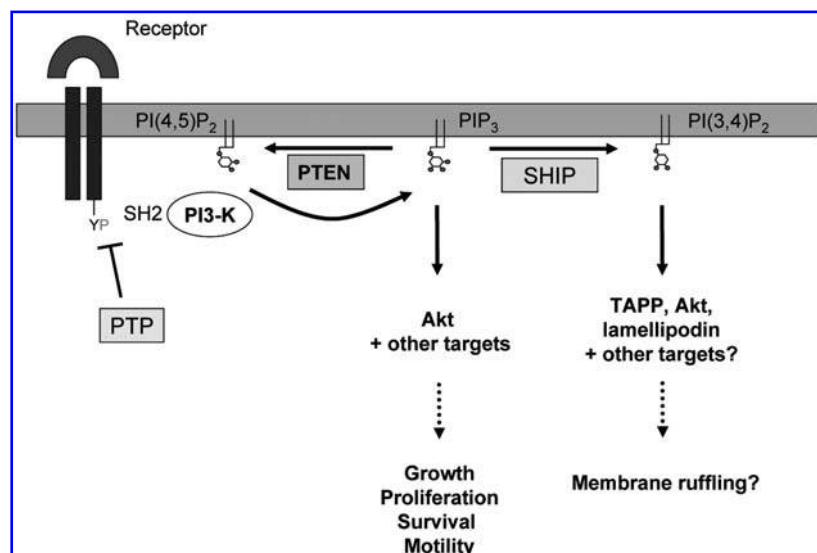 Receptor
PI(4,5)P₂
PIP₃
PI(3,4)P₂
PTEN
SHIP
SH2
PI3-K
YP
PTP
Akt
+ other targets
TAPP, Akt,
lamellipodin
+ other targets?
Growth
Proliferation
Survival
Motility
Membrane ruffling?